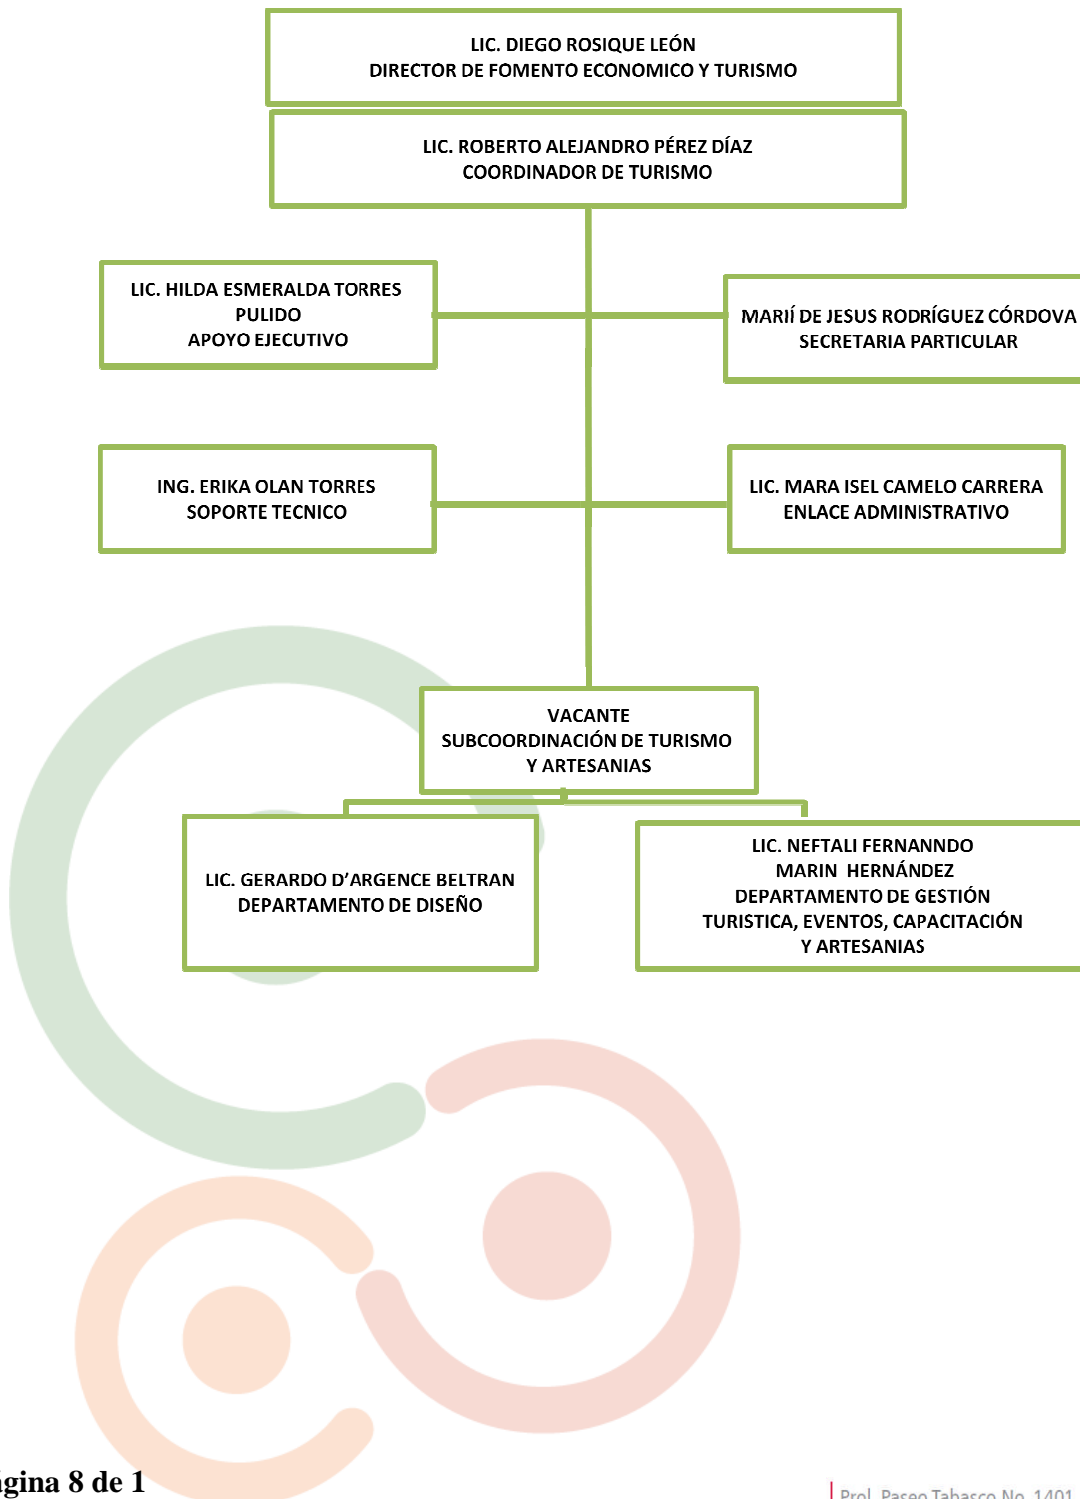 LIC. DIEGO ROSIQUE LEÓN
DIRECTOR DE FOMENTO ECONOMICO Y TURISMO
LIC. ROBERTO ALEJANDRO PÉREZ DÍAZ
COORDINADOR DE TURISMO
LIC. HILDA ESMERALDA TORRES
PULIDO
APOYO EJECUTIVO
MARIÍ DE JESUS RODRÍGUEZ CÓRDOVA
SECRETARIA PARTICULAR
ING. ERIKA OLAN TORRES
SOPORTE TECNICO
LIC. MARA ISEL CAMELO CARRERA
ENLACE ADMINISTRATIVO
VACANTE
SUBCOORDINACIÓN DE TURISMO
Y ARTESANIAS
LIC. GERARDO D’ARGENCE BELTRAN
DEPARTAMENTO DE DISEÑO
LIC. NEFTALI FERNANNDO
MARIN HERNÁNDEZ
DEPARTAMENTO DE GESTIÓN
TURISTICA, EVENTOS, CAPACITACIÓN
Y ARTESANIAS
ágina 8 de 1
Prol. Paseo Tabasco No. 1401